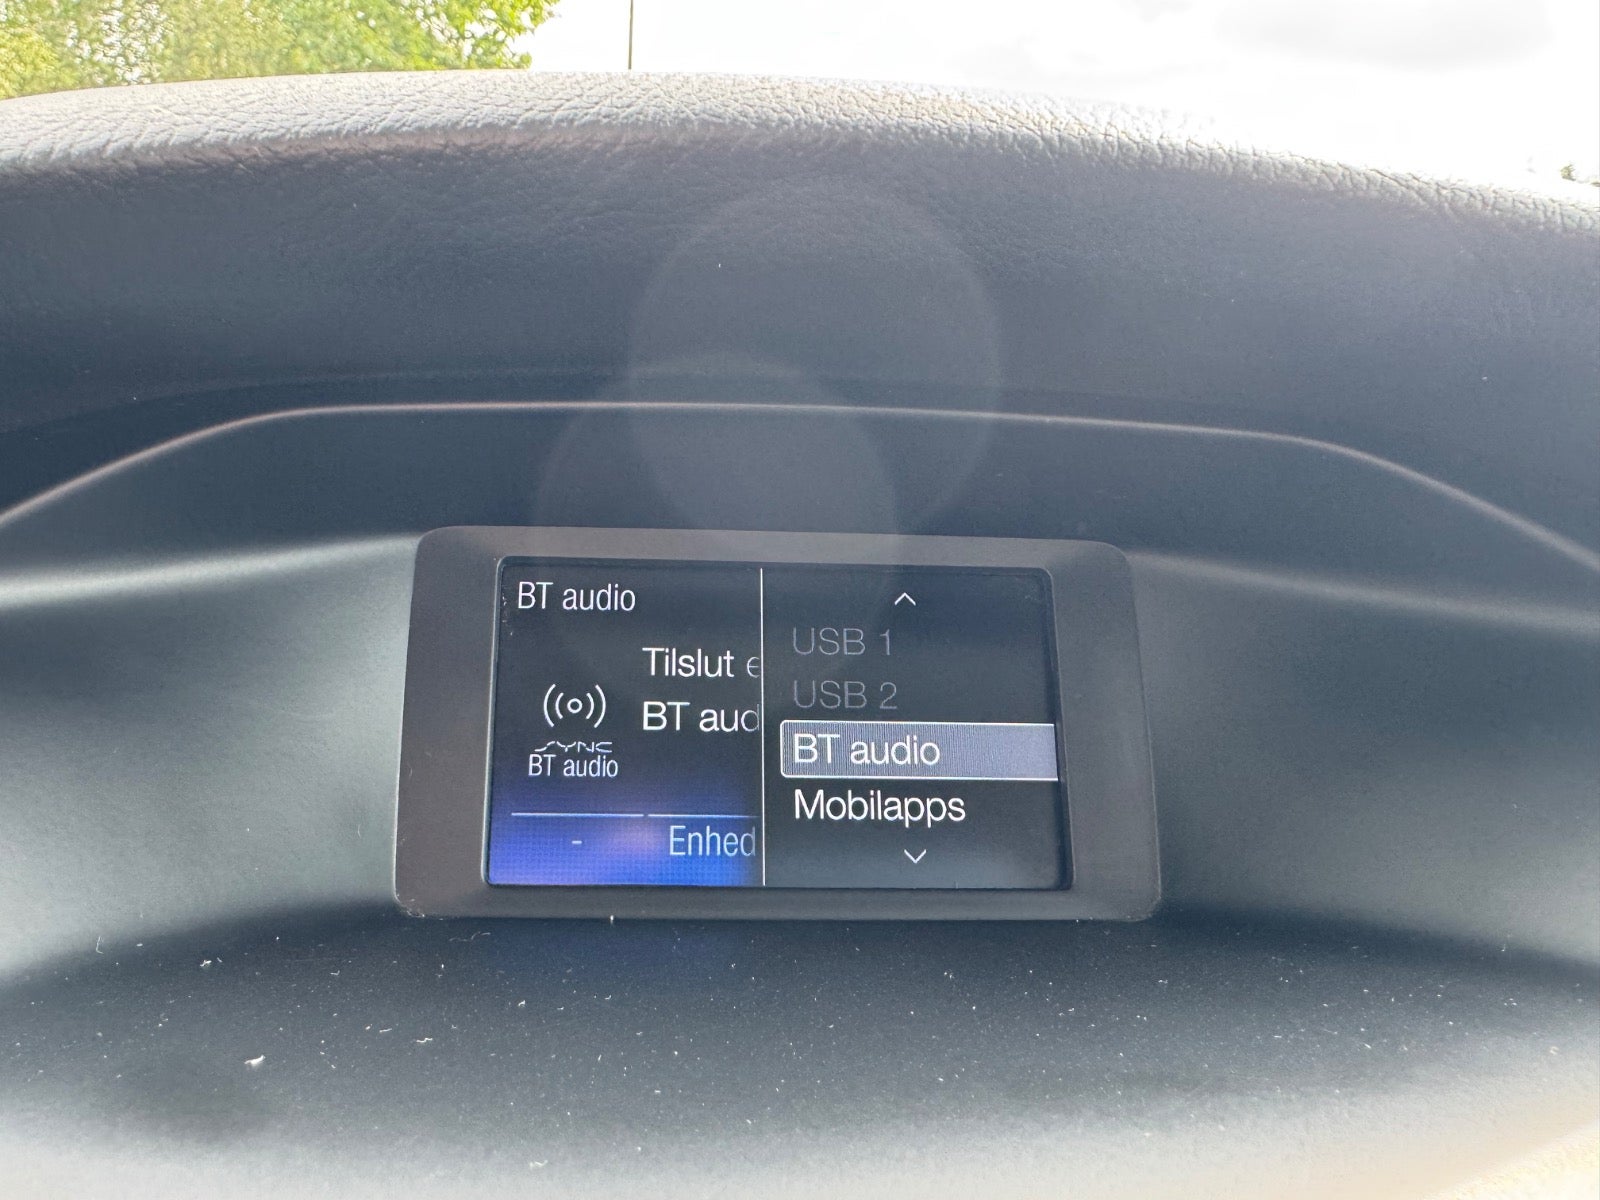 BT audio
Tilslut
BT aud
SYNC
BT audio
-
Enhed
USB 1
USB 2
BT audio
Mobilapps